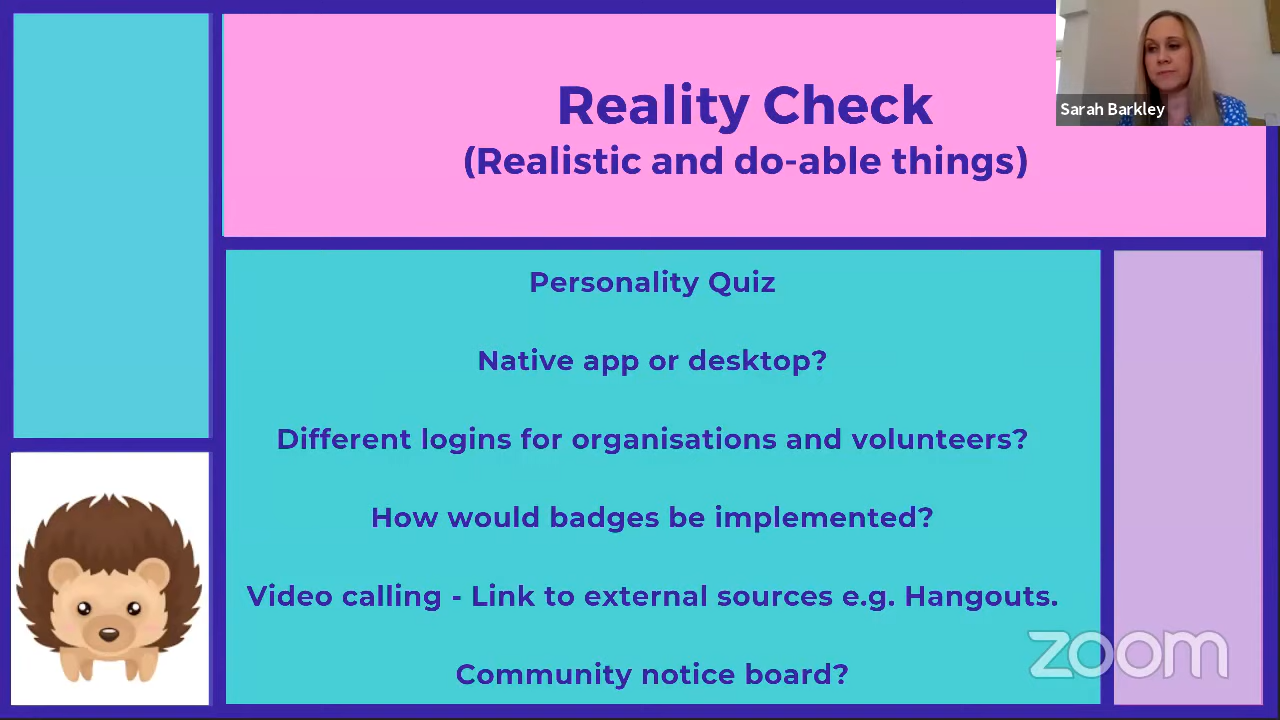 Reality Check
(Realistic and do-able things)
Sarah Barkley
Personality Quiz
Native app or desktop?
Different logins for organisations and volunteers?
How would badges be implemented?
Video calling - Link to external sources e.g. Hangouts.
Community notice board?
zoom